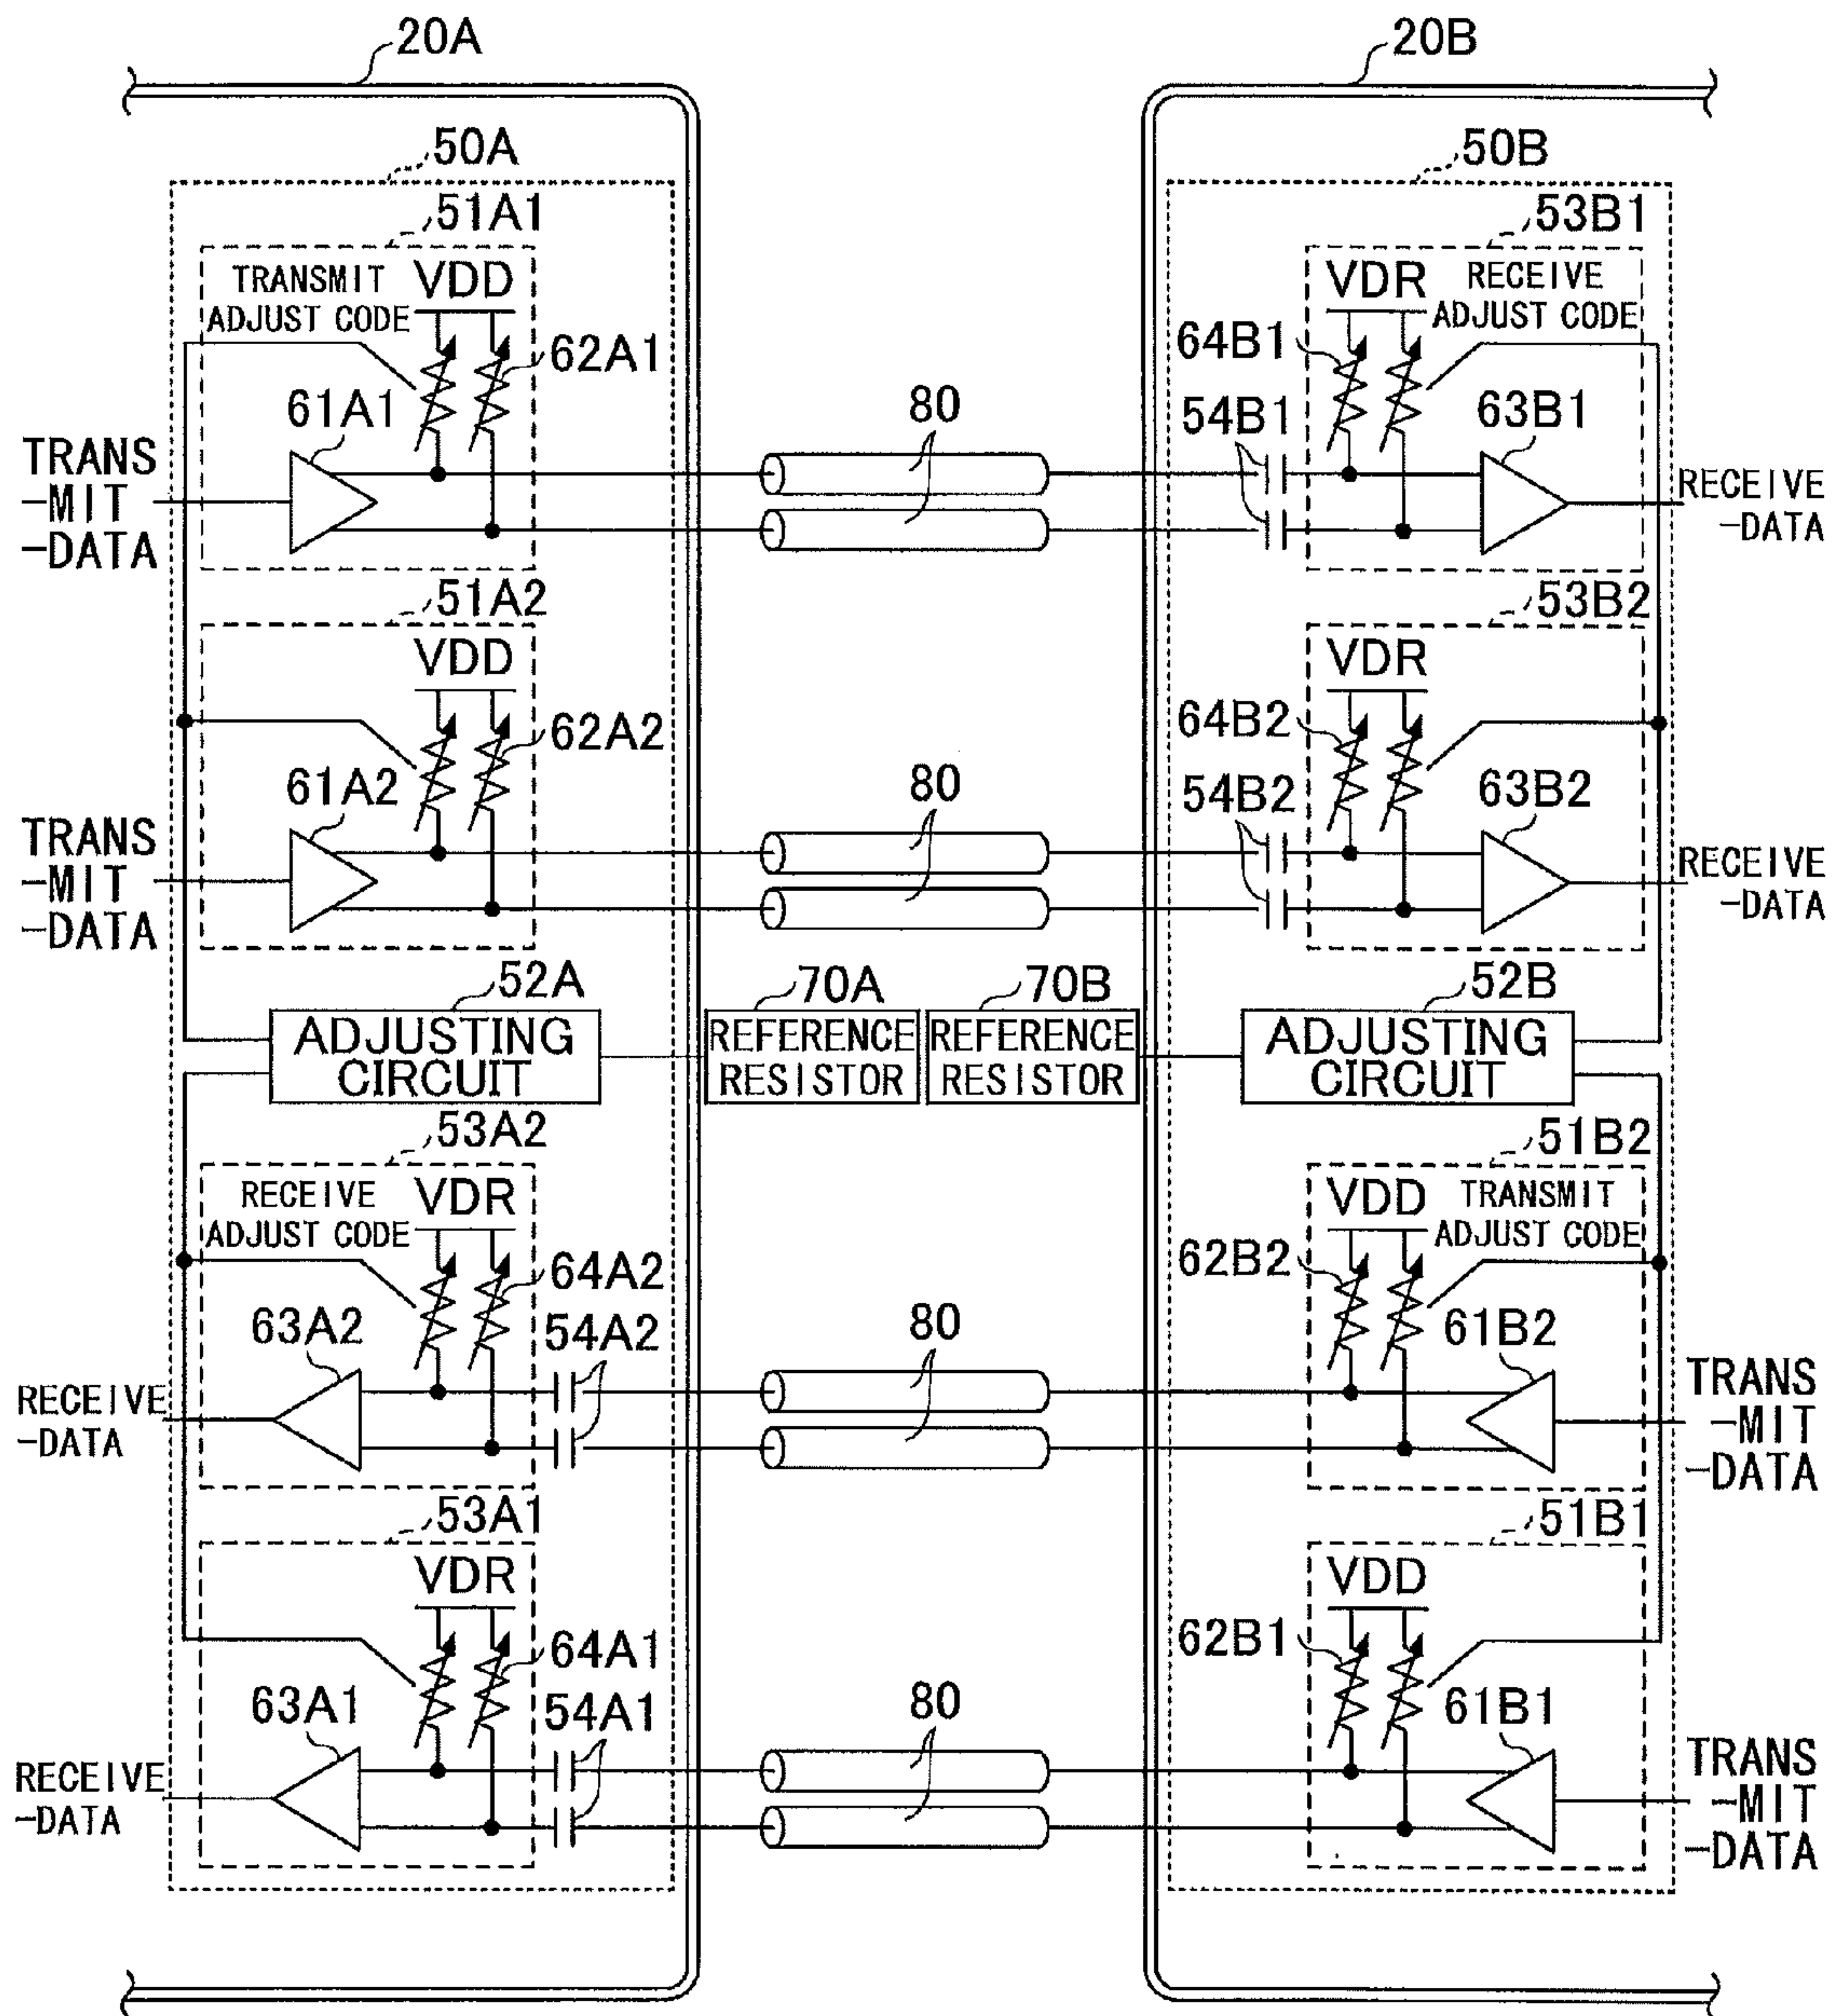 20A
20B
50A
50B
51A1
53B1
TRANSMIT
ADJUST CODE
VDD
VDR
RECEIVE
ADJUST CODE
62A1
64B1
61A1
80
54B1
63B1
TRANS
-MIT
-DATA
RECEIVE
-DATA
51A2
53B2
VDD
VDR
62A2
64B2
61A2
80
54B2
63B2
TRANS
-MIT
-DATA
RECEIVE
-DATA
52A
70A
70B
52B
ADJUSTING
CIRCUIT
REFERENCE
RESISTOR
REFERENCE
RESISTOR
ADJUSTING
CIRCUIT
53A2
51B2
RECEIVE
ADJUST CODE
VDR
VDD
TRANSMIT
ADJUST CODE
64A2
62B2
63A2
54A2
80
61B2
RECEIVE
-DATA
TRANS
-MIT
-DATA
53A1
51B1
VDR
VDD
64A1
62B1
63A1
54A1
80
61B1
RECEIVE
-DATA
TRANS
-MIT
-DATA